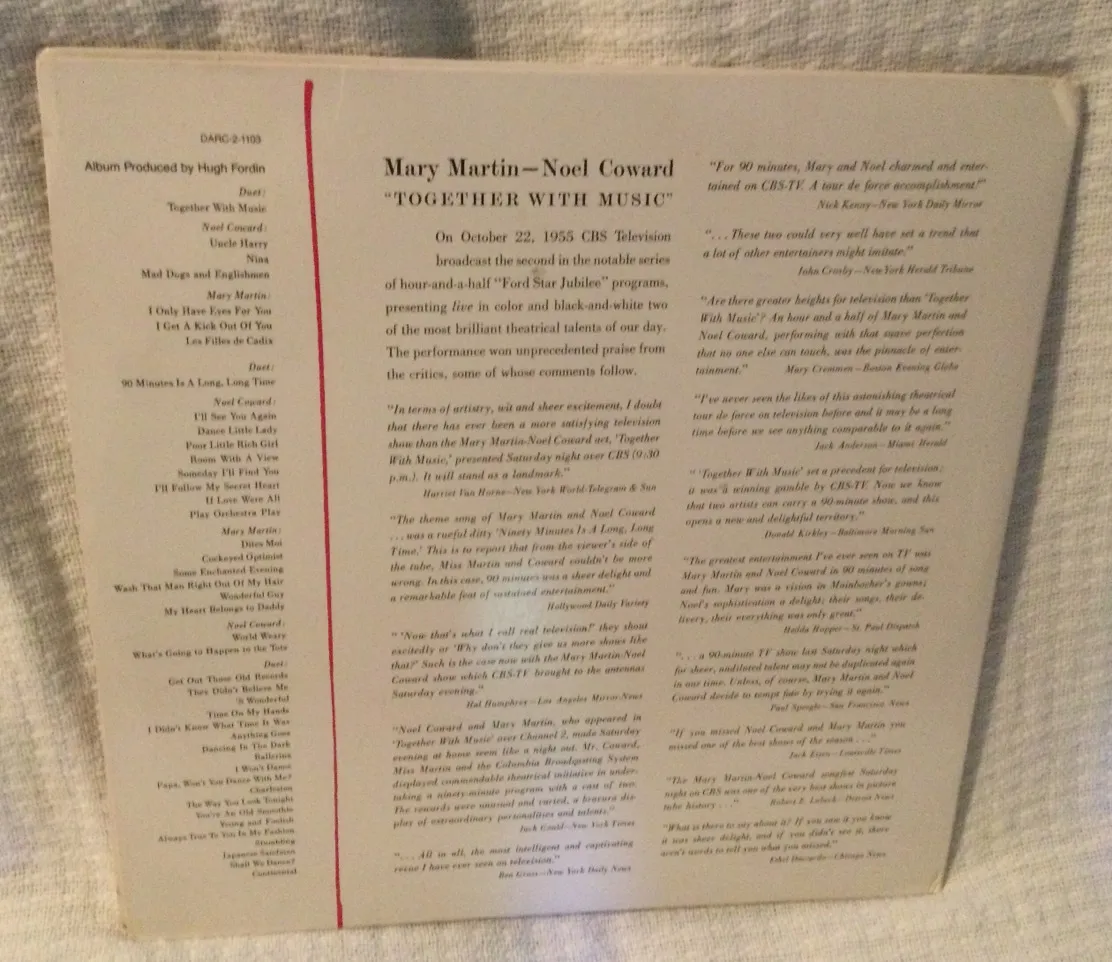 DARC-2-1103
Album Produced by Hugh Fordin
Duet:
Together With Music
Noel Coward:
Uncle Harry
Nina
Mad Dogs and Englishmen
Mary Martin:
I Only Have Eyes For You
I Get A Kick Out Of You
Les Filles de Cadix
Duet:
90 Minutes Is A Long, Long Time
Noel Coward:
I'll See You Again
Dance Little Lady
Poor Little Rich Girl
Room With A View
Someday I'll Find You
I'll Follow My Secret Heart
If Love Were All
Play Orchestra Play
Mary Martin:
Dites Moi
Cockeyed Optimist
Some Enchanted Evening
Wash That Man Right Out Of My Hair
Wonderful Guy
My Heart Belongs to Daddy
Noel Coward:
World Weary
What's Going to Happen to the Tots
Duet:
Get Out Those Old Records
They Didn't Believe Me
'S Wonderful
Time On My Hands
I Didn't Know What Time It Was
Anything Goes
Dancing In The Dark
Ballerina
I Won't Dance
Papa, Won't You Dance With Me?
Charleston
The Way You Look Tonight
You're An Old Smoothie
Young and Foolish
Always True To You In My Fashion
Stumbling
Japanese Sandman
Shall We Dance?
Continental
Mary Martin—Noel Coward
"TOGETHER WITH MUSIC"
On October 22, 1955 CBS Television
broadcast the second in the notable series
of hour-and-a-half "Ford Star Jubilee" programs,
presenting live in color and black-and-white two
of the most brilliant theatrical talents of our day.
The performance won unprecedented praise from
the critics, some of whose comments follow.
"In terms of artistry, wit and sheer excitement, I doubt
that there has ever been a more satisfying television
show than the Mary Martin-Noel Coward act, 'Together
With Music,' presented Saturday night over CBS (9:30
p.m.). It will stand as a landmark."
Harriet Van Horne—New York World-Telegram & Sun
"The theme song of Mary Martin and Noel Coward
... was a rueful ditty 'Ninety Minutes Is A Long, Long
Time.' This is to report that from the viewer's side of
the tube, Miss Martin and Coward couldn't be more
wrong. In this case, 90 minutes was a sheer delight and
a remarkable feat of sustained entertainment."
Hollywood Daily Variety
" 'Now that's what I call real television!' they shout
excitedly or 'Why don't they give us more shows like
that?' Such is the case now with the Mary Martin-Noel
Coward show which CBS-TV brought to the antennas
Saturday evening."
Hal Humphres—Los Angeles Mirror-News
"Noel Coward and Mary Martin, who appeared in
'Together With Music' over Channel 2, made Saturday
evening at home seem like a night out. Mr. Coward,
Miss Martin and the Columbia Broadcasting System
displayed commendable theatrical initiative in under-
taking a ninety-minute program with a cast of two.
The rewards were unusual and varied, a bravura dis-
play of extraordinary personalities and talents."
Jack Gould—New York Times
"... All in all, the most intelligent and captivating
revue I have ever seen on television."
Ben Gross—New York Daily News
"For 90 minutes, Mary and Noel charmed and enter-
tained on CBS-TV. A tour de force accomplishment!"
Nick Kenny—New York Daily Mirror
"... These two could very well have set a trend that
a lot of other entertainers might imitate."
John Crosby—New York Herald Tribune
"Are there greater heights for television than 'Together
With Music'? An hour and a half of Mary Martin and
Noel Coward, performing with that suave perfection
that no one else can touch, was the pinnacle of enter-
tainment." Mary Cremmen—Boston Evening Globe
"I've never seen the likes of this astonishing theatrical
tour de force on television before and it may be a long
time before we see anything comparable to it again."
Jack Anderson—Miami Herald
" 'Together With Music' set a precedent for television;
it was a winning gamble by CBS-TV. Now we know
that two artists can carry a 90-minute show, and this
opens a new and delightful territory."
Donald Kirkley—Baltimore Morning Sun
"The greatest entertainment I've ever seen on TV was
Mary Martin and Noel Coward in 90 minutes of song
and fun. Mary was a vision in Mainbocher's gowns;
Noel's sophistication a delight; their songs, their de-
livery, their everything was only great."
Hedda Hopper—St. Paul Dispatch
"... a 90-minute TV show last Saturday night which
for sheer, undiluted talent may not be duplicated again
in our time. Unless, of course, Mary Martin and Noel
Coward decide to tempt fate by trying it again."
Paul Speegle—San Francisco News
"If you missed Noel Coward and Mary Martin you
missed one of the best shows of the season ..."
Jack Eigen—Louisville Times
"The Mary Martin-Noel Coward songfest Saturday
night on CBS was one of the very best shows in picture
tube history ..." Robert E. Lubeck—Detroit News
"What is there to say about it? If you saw it you know
it was sheer delight, and if you didn't see it, there
aren't words to tell you what you missed."
Ethel Daccardo—Chicago News